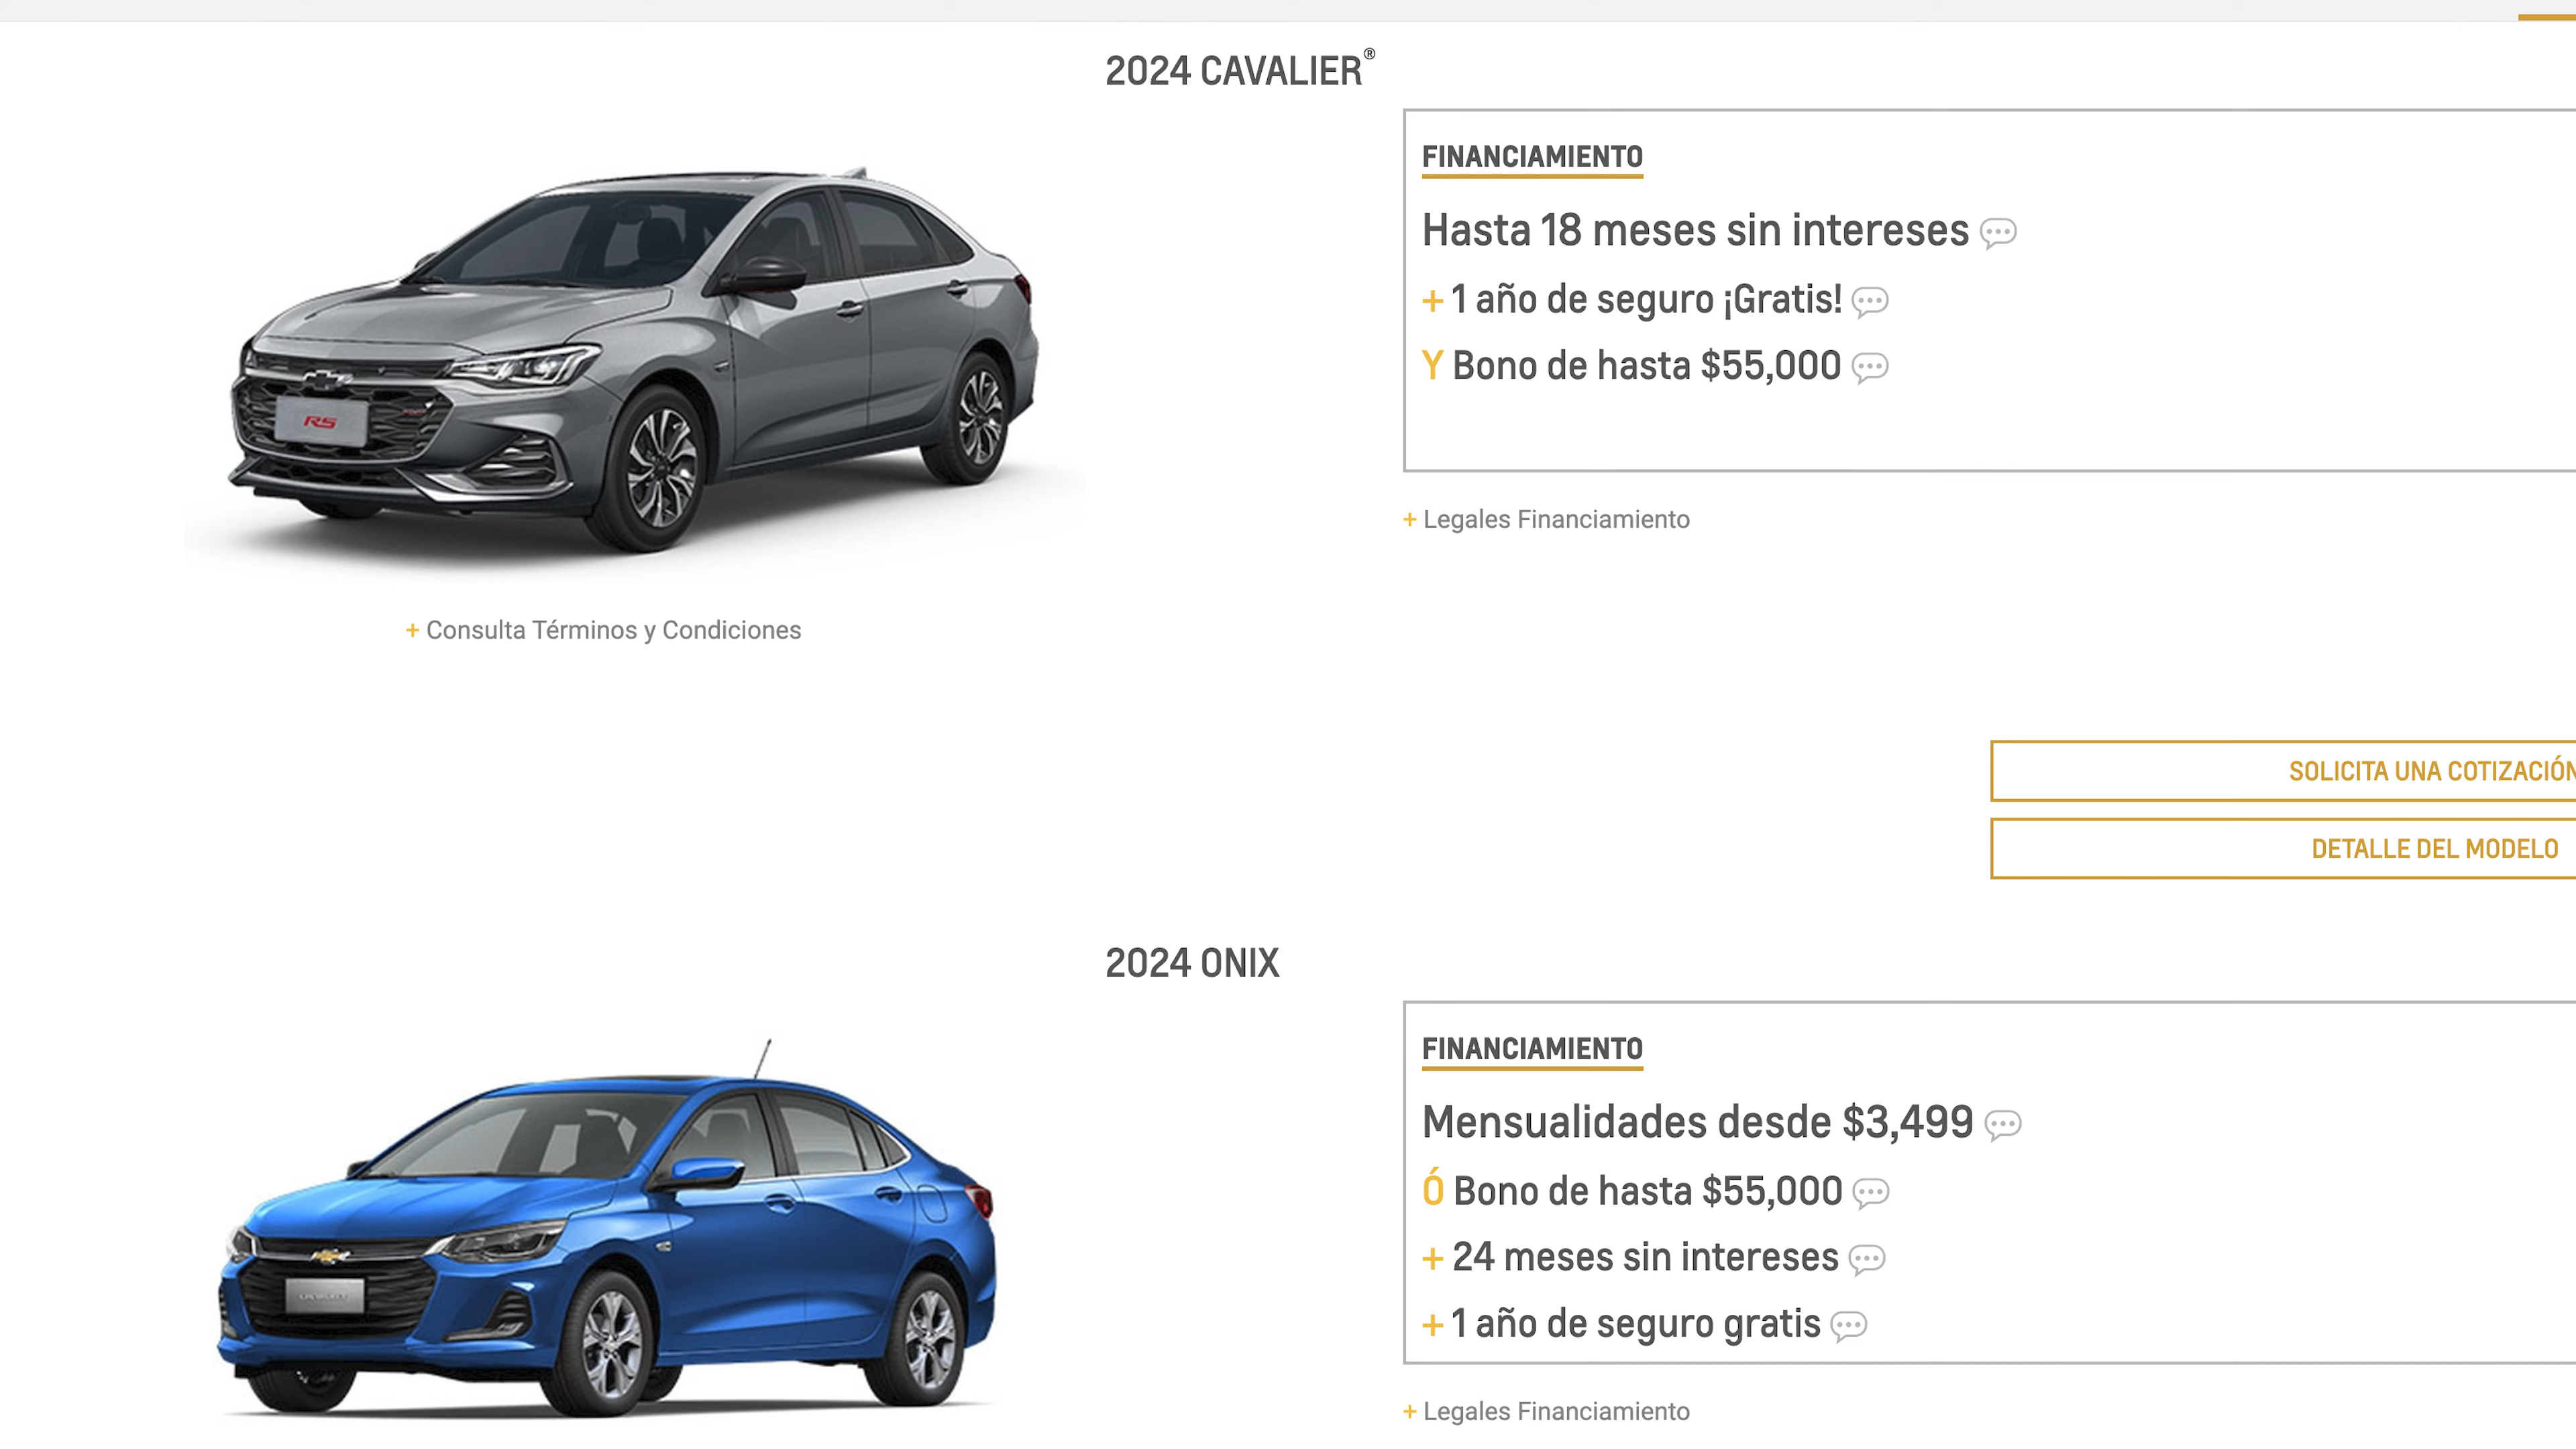 2024 CAVALIER®
FINANCIAMIENTO
Hasta 18 meses sin intereses
+ 1 año de seguro ¡Gratis!
Y Bono de hasta $55,000
RS
+ Legales Financiamiento
+ Consulta Términos y Condiciones
SOLICITA UNA COTIZACIÓN
DETALLE DEL MODELO
2024 ONIX
FINANCIAMIENTO
Mensualidades desde $3,499
Ó Bono de hasta $55,000
+ 24 meses sin intereses
+ 1 año de seguro gratis
+ Legales Financiamiento